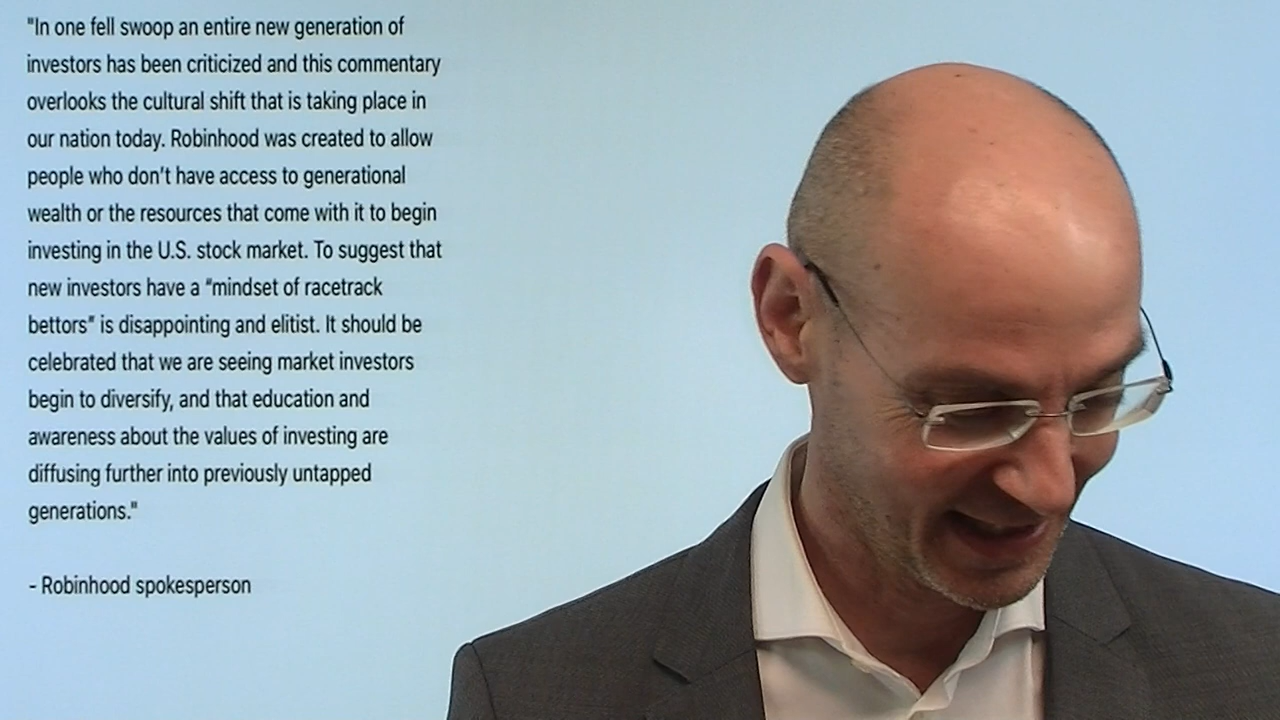 "In one fell swoop an entire new generation of
investors has been criticized and this commentary
overlooks the cultural shift that is taking place in
our nation today. Robinhood was created to allow
people who don't have access to generational
wealth or the resources that come with it to begin
investing in the U.S. stock market. To suggest that
new investors have a "mindset of racetrack
bettors" is disappointing and elitist. It should be
celebrated that we are seeing market investors
begin to diversify, and that education and
awareness about the values of investing are
diffusing further into previously untapped
generations."
- Robinhood spokesperson